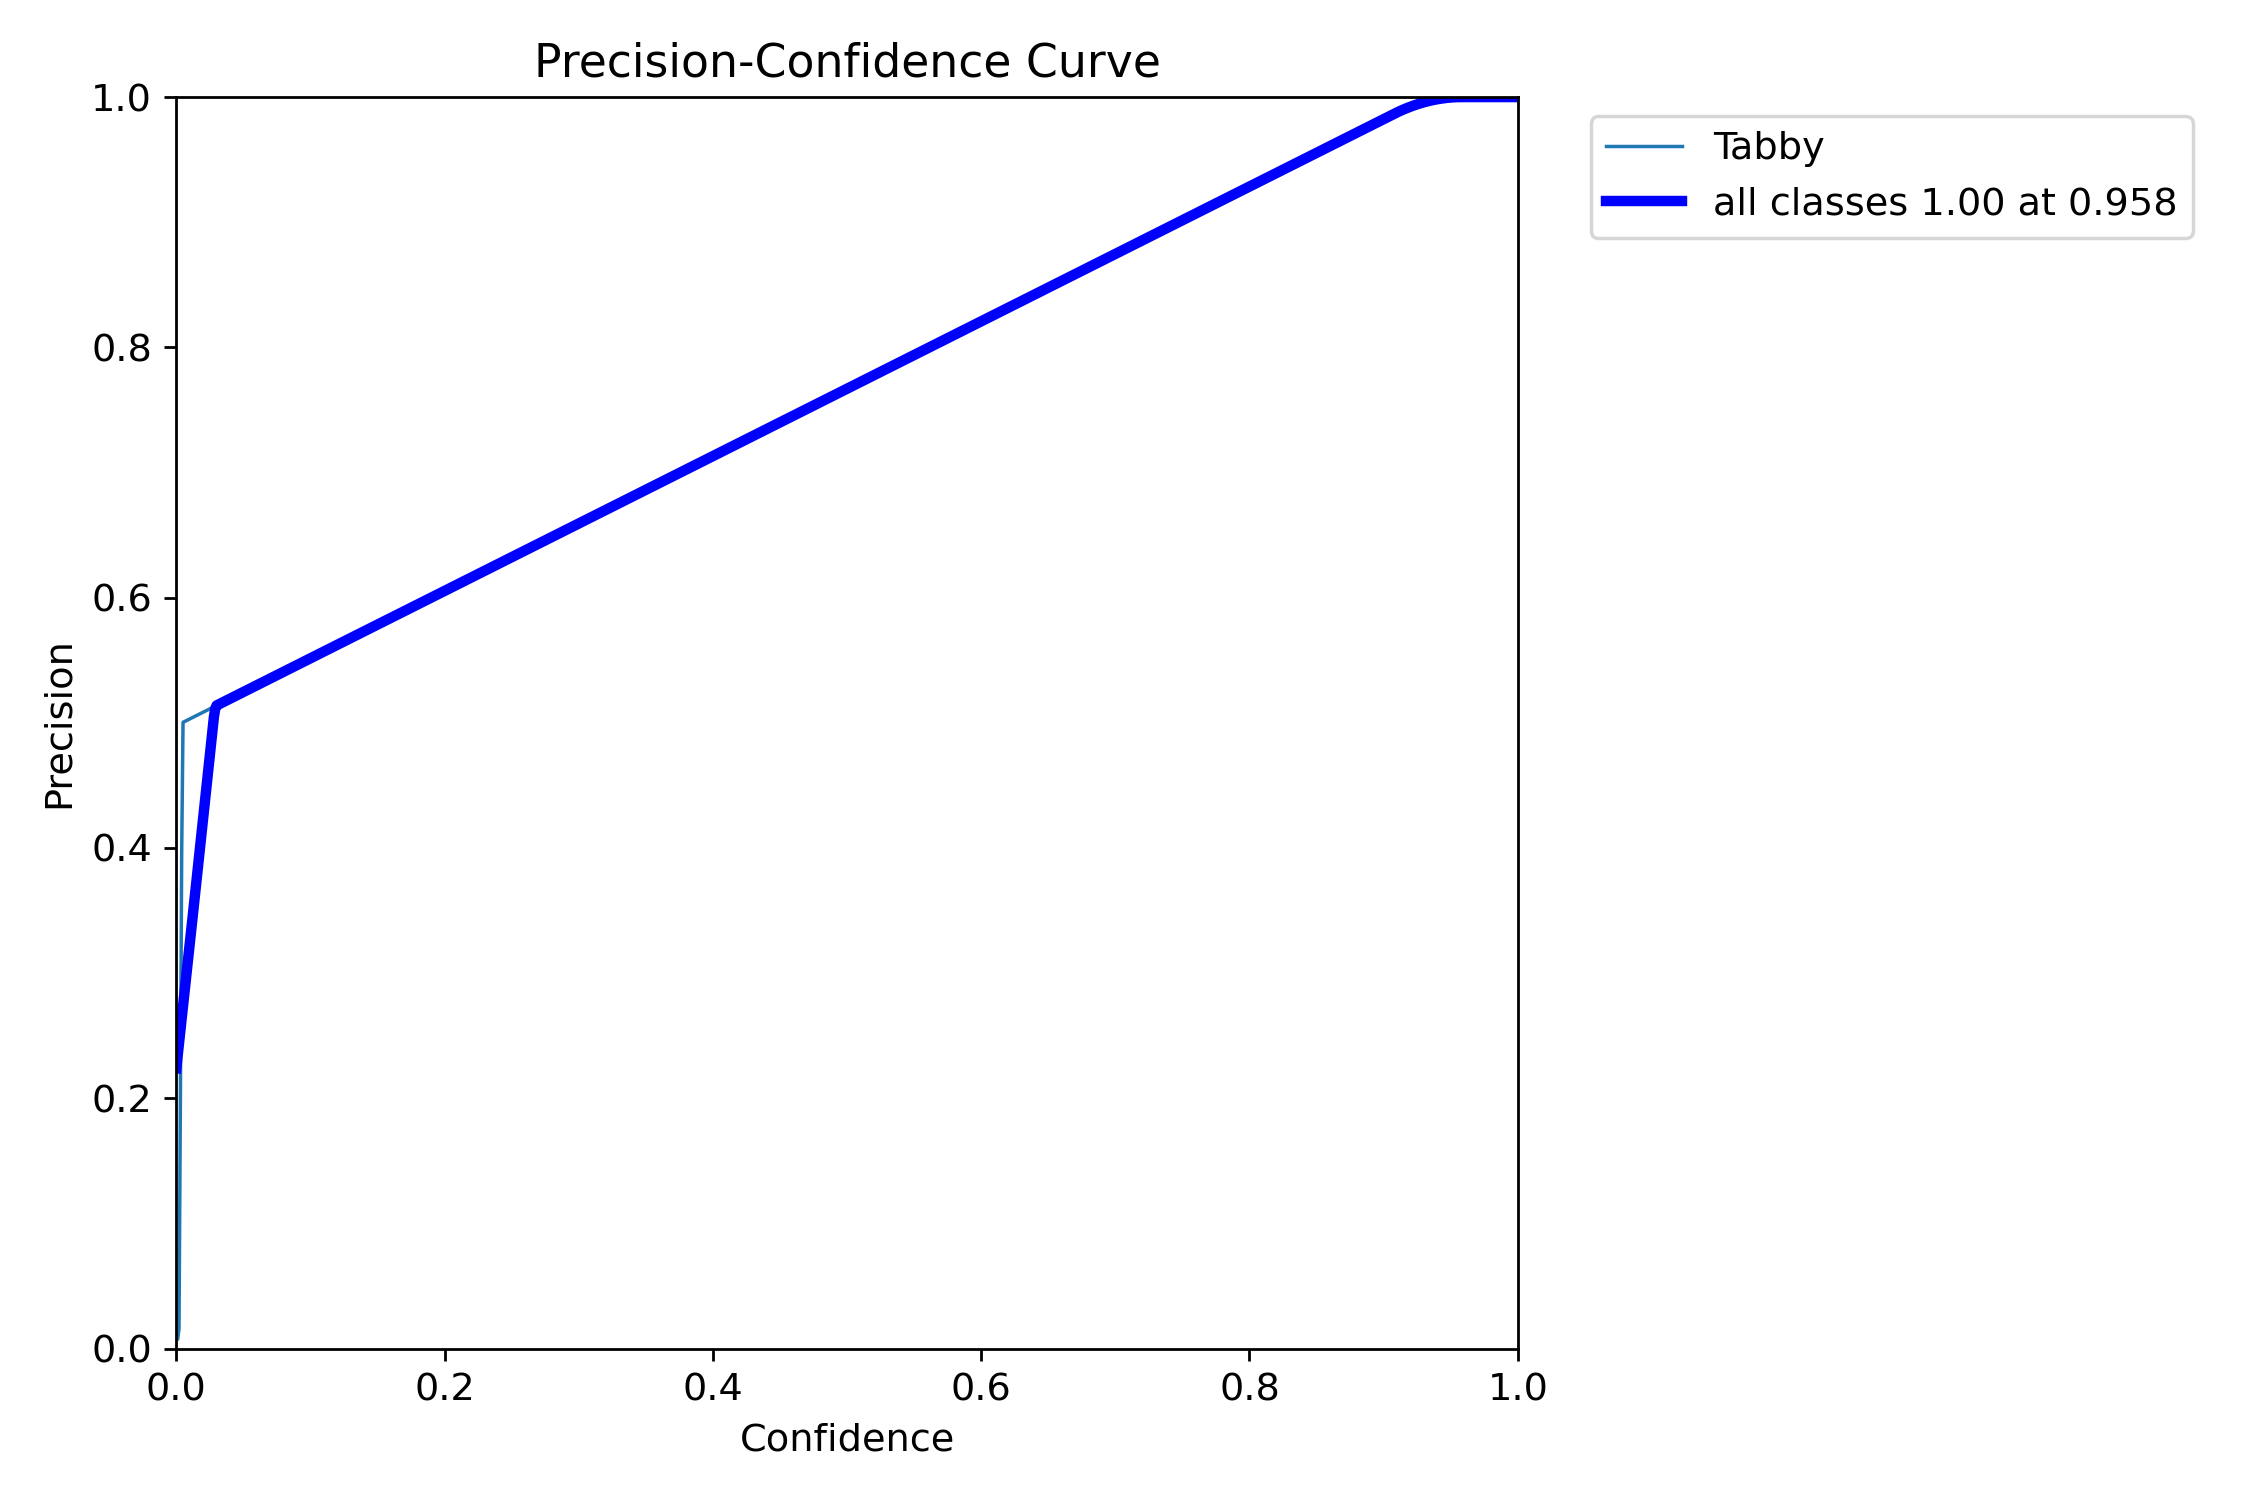 Precision-Confidence Curve
1.0
0.8
0.6
0.4
0.2
0.0
Precision
0.0 0.2 0.4 0.6 0.8 1.0
Confidence
Tabby
all classes 1.00 at 0.958